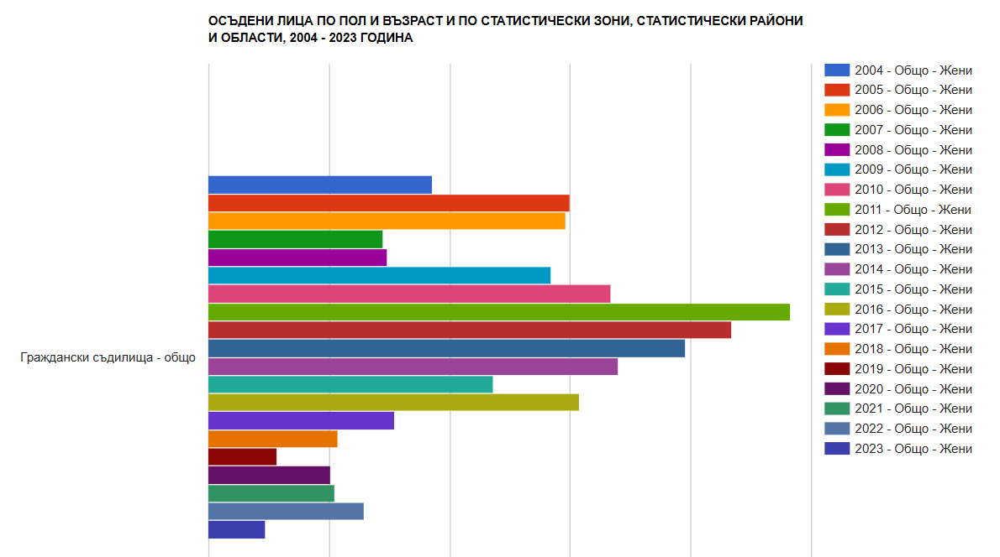 ОСЪДЕНИ ЛИЦА ПО ПОЛ И ВЪЗРАСТ И ПО СТАТИСТИЧЕСКИ ЗОНИ, СТАТИСТИЧЕСКИ РАЙОНИ
И ОБЛАСТИ, 2004 - 2023 ГОДИНА
2004 - Общо - Жени
2005 - Общо - Жени
2006 - Общо - Жени
2007 - Общо - Жени
2008 - Общо - Жени
2009 - Общо - Жени
2010 - Общо - Жени
2011 - Общо - Жени
2012 - Общо - Жени
2013 - Общо - Жени
2014 - Общо - Жени
2015 - Общо - Жени
2016 - Общо - Жени
2017 - Общо - Жени
2018 - Общо - Жени
2019 - Общо - Жени
2020 - Общо - Жени
2021 - Общо - Жени
2022 - Общо - Жени
2023 - Общо - Жени
Граждански съдилища - общо